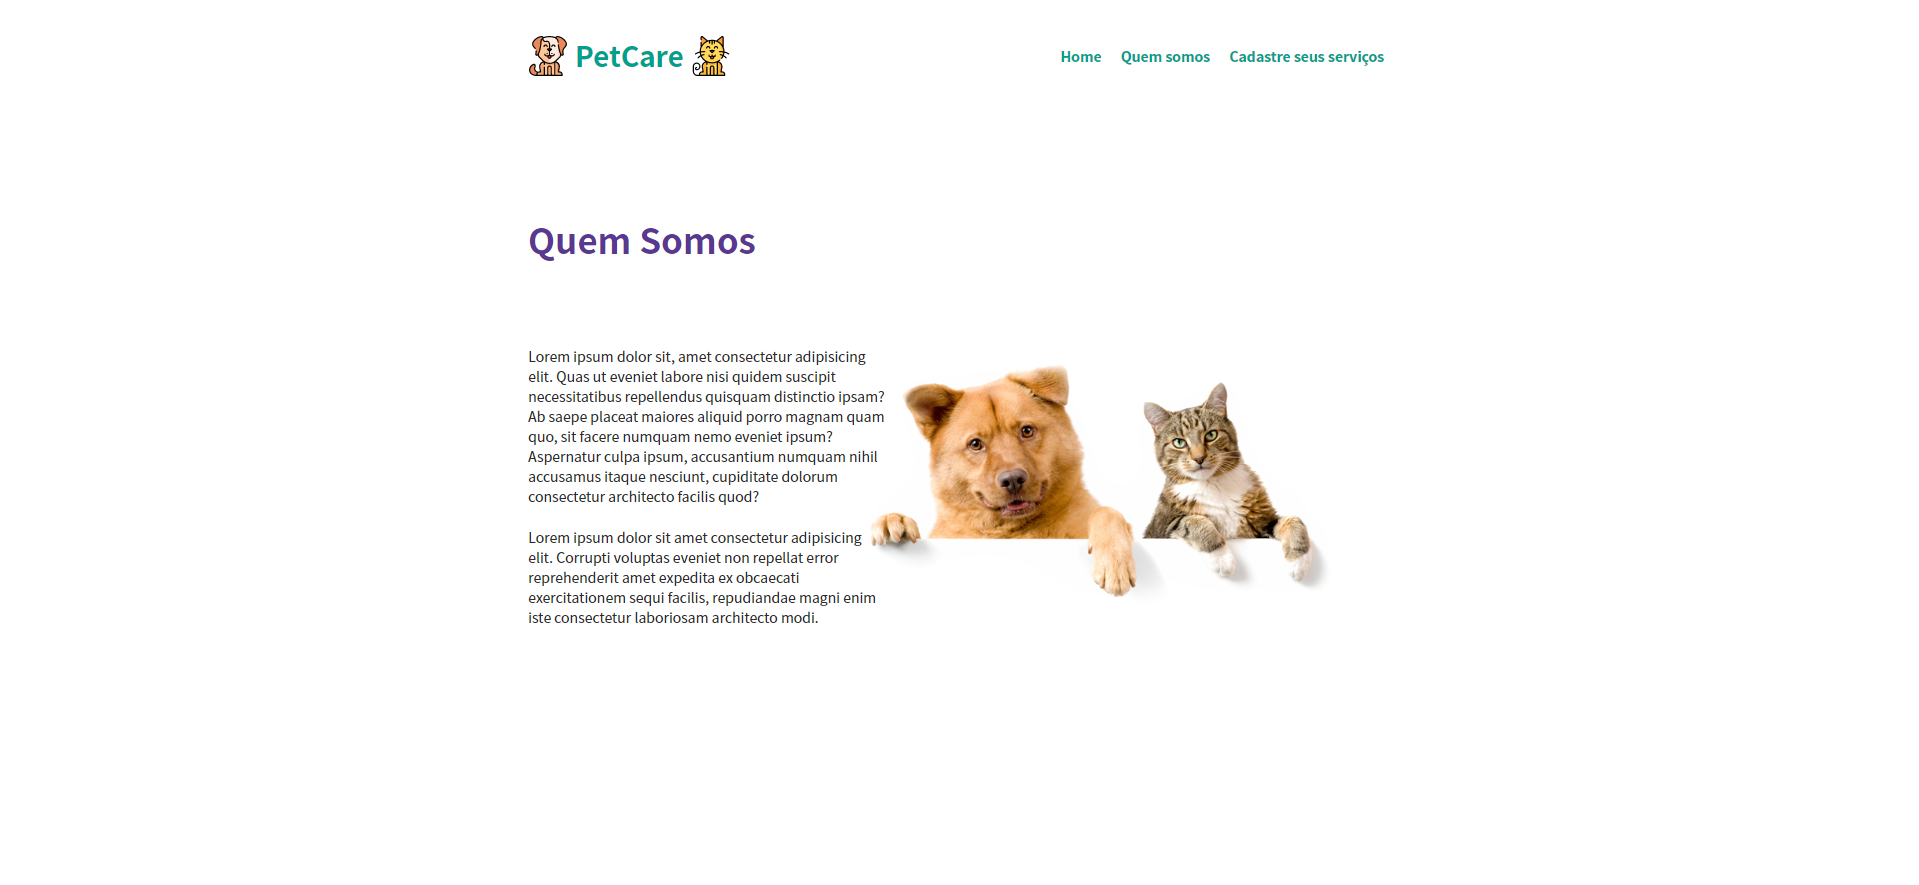 PetCare
Home Quem somos Cadastre seus serviços
Quem Somos
Lorem ipsum dolor sit, amet consectetur adipisicing
elit. Quas ut eveniet labore nisi quidem suscipit
necessitatibus repellendus quisquam distinctio ipsam?
Ab saepe placeat maiores aliquid porro magnam quam
quo, sit facere numquam nemo eveniet ipsum?
Aspernatur culpa ipsum, accusantium numquam nihil
accusamus itaque nesciunt, cupiditate dolorum
consectetur architecto facilis quod?
Lorem ipsum dolor sit amet consectetur adipisicing
elit. Corrupti voluptas eveniet non repellat error
reprehenderit amet expedita ex obcaecati
exercitationem sequi facilis, repudiandae magni enim
iste consectetur laboriosam architecto modi.